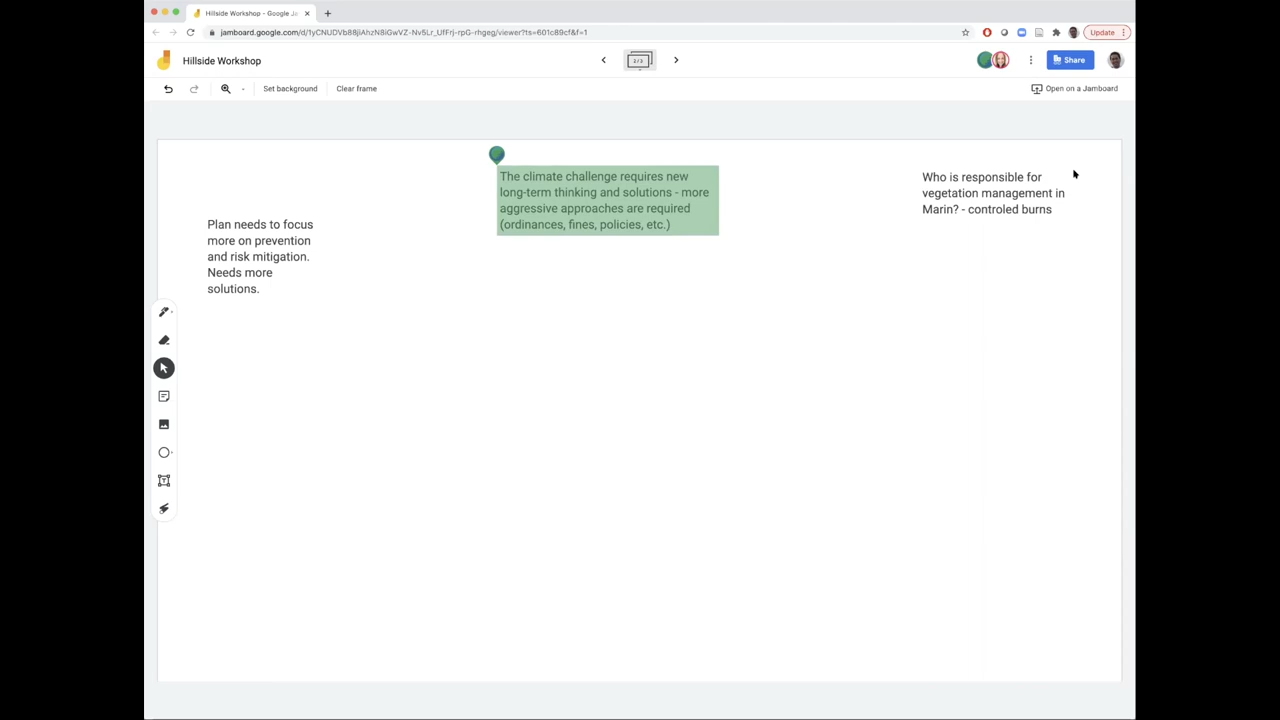 Hillside Workshop - Google Ja
jamboard.google.com/d/1yCNUDVb88jiAhzN8iGwVZ-Nv5Lr_UfFrj-rpG-rhgeg/viewer?ts=601c89cf&f=1
Update
Hillside Workshop
Share
Set background
Clear frame
Open on a Jamboard
The climate challenge requires new
long-term thinking and solutions - more
aggressive approaches are required
(ordinances, fines, policies, etc.)
Who is responsible for
vegetation management in
Marin? - controled burns
Plan needs to focus
more on prevention
and risk mitigation.
Needs more
solutions.